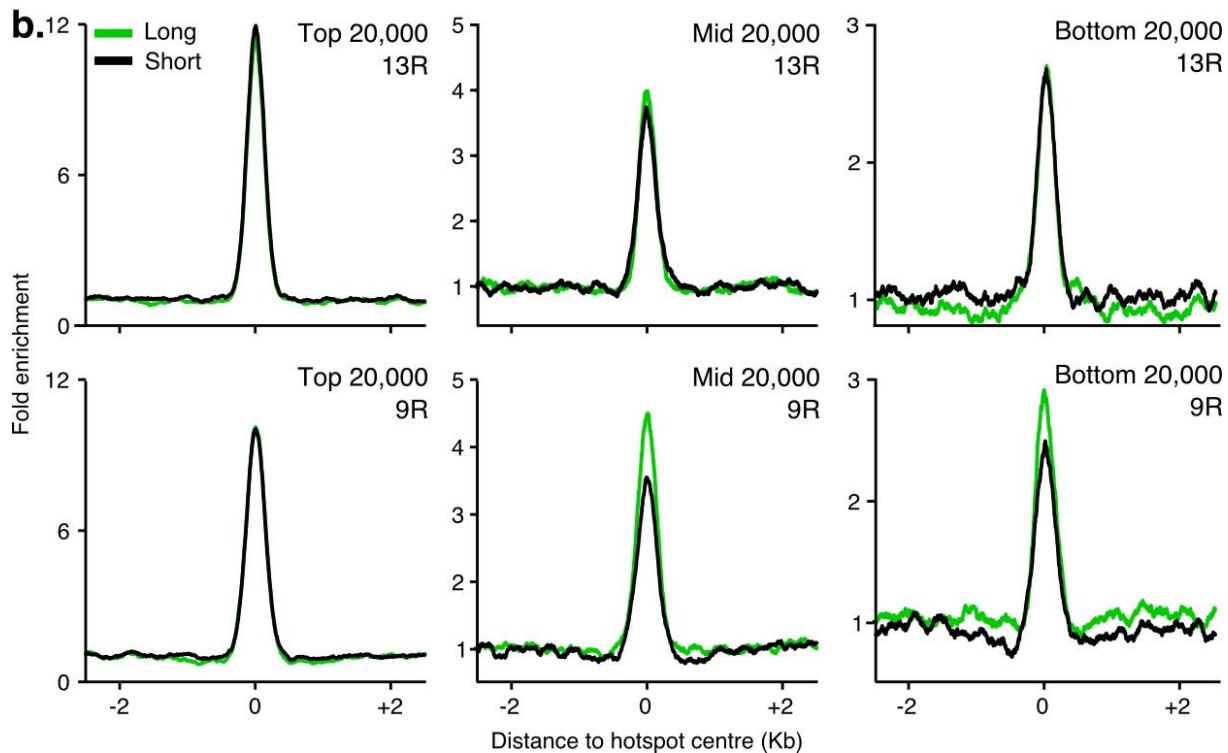 b.
Long
Short
Top 20,000
13R
12
6
0
-2
0
+2
Mid 20,000
13R
5
4
3
2
1
Bottom 20,000
13R
3
2
1
Fold enrichment
Top 20,000
9R
12
6
0
-2
0
+2
Mid 20,000
9R
5
4
3
2
1
-2
0
+2
Bottom 20,000
9R
3
2
1
-2
0
+2
Distance to hotspot centre (Kb)